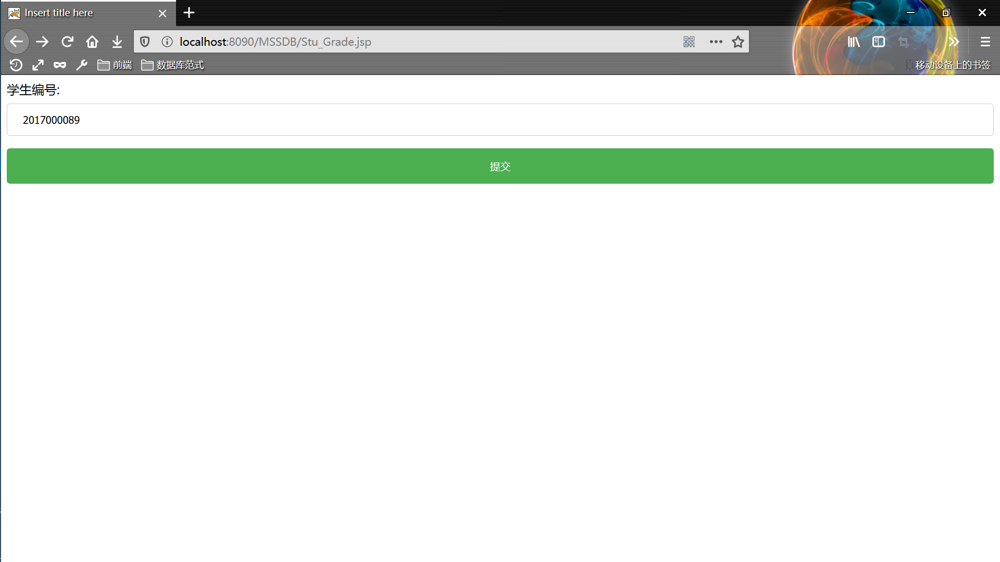 Insert title here
localhost:8090/MSSDB/Stu_Grade.jsp
前端 数据库范式 移动设备上的书签
学生编号:
2017000089
提交